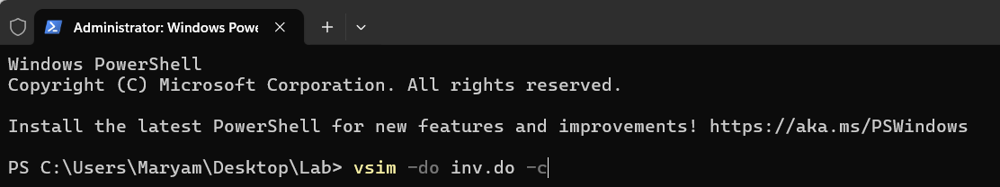 Administrator: Windows Powe
Windows PowerShell
Copyright (C) Microsoft Corporation. All rights reserved.
Install the latest PowerShell for new features and improvements! https://aka.ms/PSWindows
PS C:\Users\Maryam\Desktop\Lab> vsim -do inv.do -c